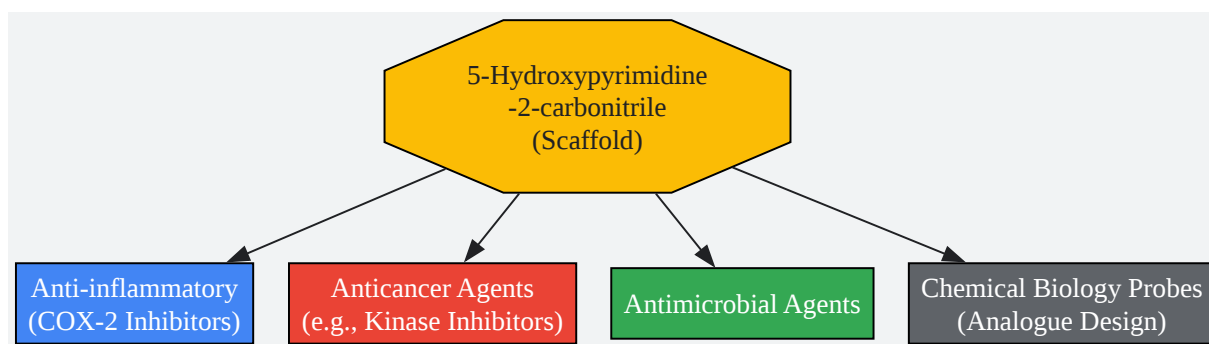 5-Hydroxypyrimidine
-2-carbonitrile
(Scaffold)
Anti-inflammatory
(COX-2 Inhibitors)
Anticancer Agents
(e.g., Kinase Inhibitors)
Antimicrobial Agents
Chemical Biology Probes
(Analogue Design)